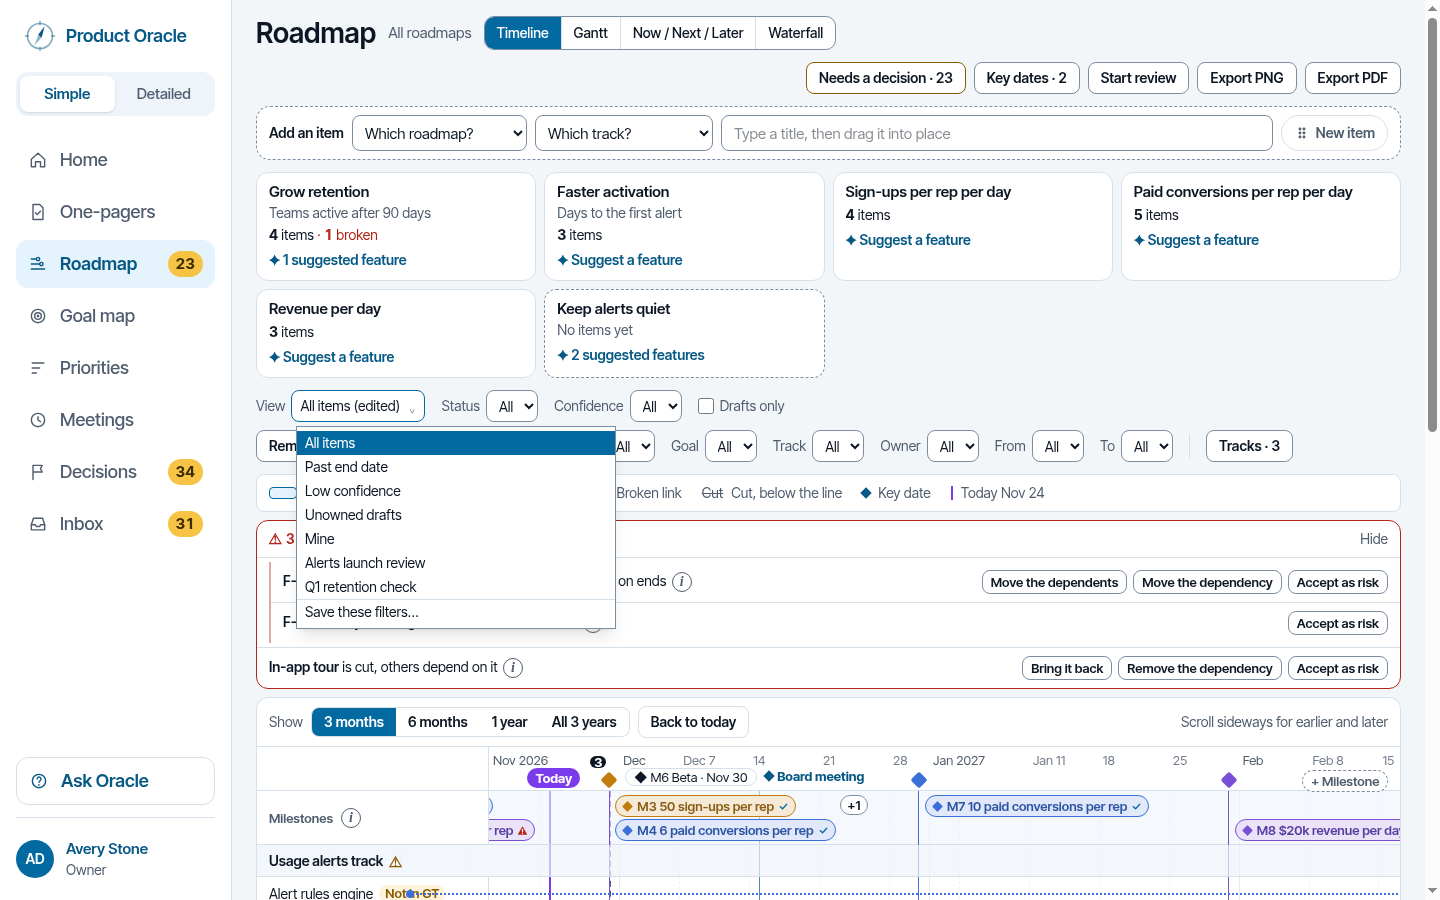 Product Oracle
Simple Detailed
Home
One-pagers
Roadmap 23
Goal map
Priorities
Meetings
Decisions 34
Inbox 31
Ask Oracle
AD Avery Stone
Owner
Roadmap All roadmaps Timeline Gantt Now / Next / Later Waterfall
Needs a decision · 23 Key dates · 2 Start review Export PNG Export PDF
Add an item Which roadmap? Which track? Type a title, then drag it into place New item
Grow retention
Teams active after 90 days
4 items · 1 broken
1 suggested feature
Faster activation
Days to the first alert
3 items
Suggest a feature
Sign-ups per rep per day
4 items
Suggest a feature
Paid conversions per rep per day
5 items
Suggest a feature
Revenue per day
3 items
Suggest a feature
Keep alerts quiet
No items yet
2 suggested features
View All items (edited) Status All Confidence All Drafts only
All Goal All Track All Owner All From All To All Tracks · 3
All items
Past end date
Low confidence
Unowned drafts
Mine
Alerts launch review
Q1 retention check
Save these filters...
Broken link Cut Cut, below the line Key date Today Nov 24
3 Hide
F- on ends i Move the dependents Move the dependency Accept as risk
F- Accept as risk
In-app tour is cut, others depend on it i Bring it back Remove the dependency Accept as risk
Show 3 months 6 months 1 year All 3 years Back to today Scroll sideways for earlier and later
Nov 2026 3 Dec Dec 7 14 21 28 Jan 2027 Jan 11 18 25 Feb Feb 8 15
Today M6 Beta · Nov 30 Board meeting + Milestone
Milestones i
M3 50 sign-ups per rep +1 M7 10 paid conversions per rep
rep M4 6 paid conversions per rep M8 $20k revenue per day
Usage alerts track
Alert rules engine